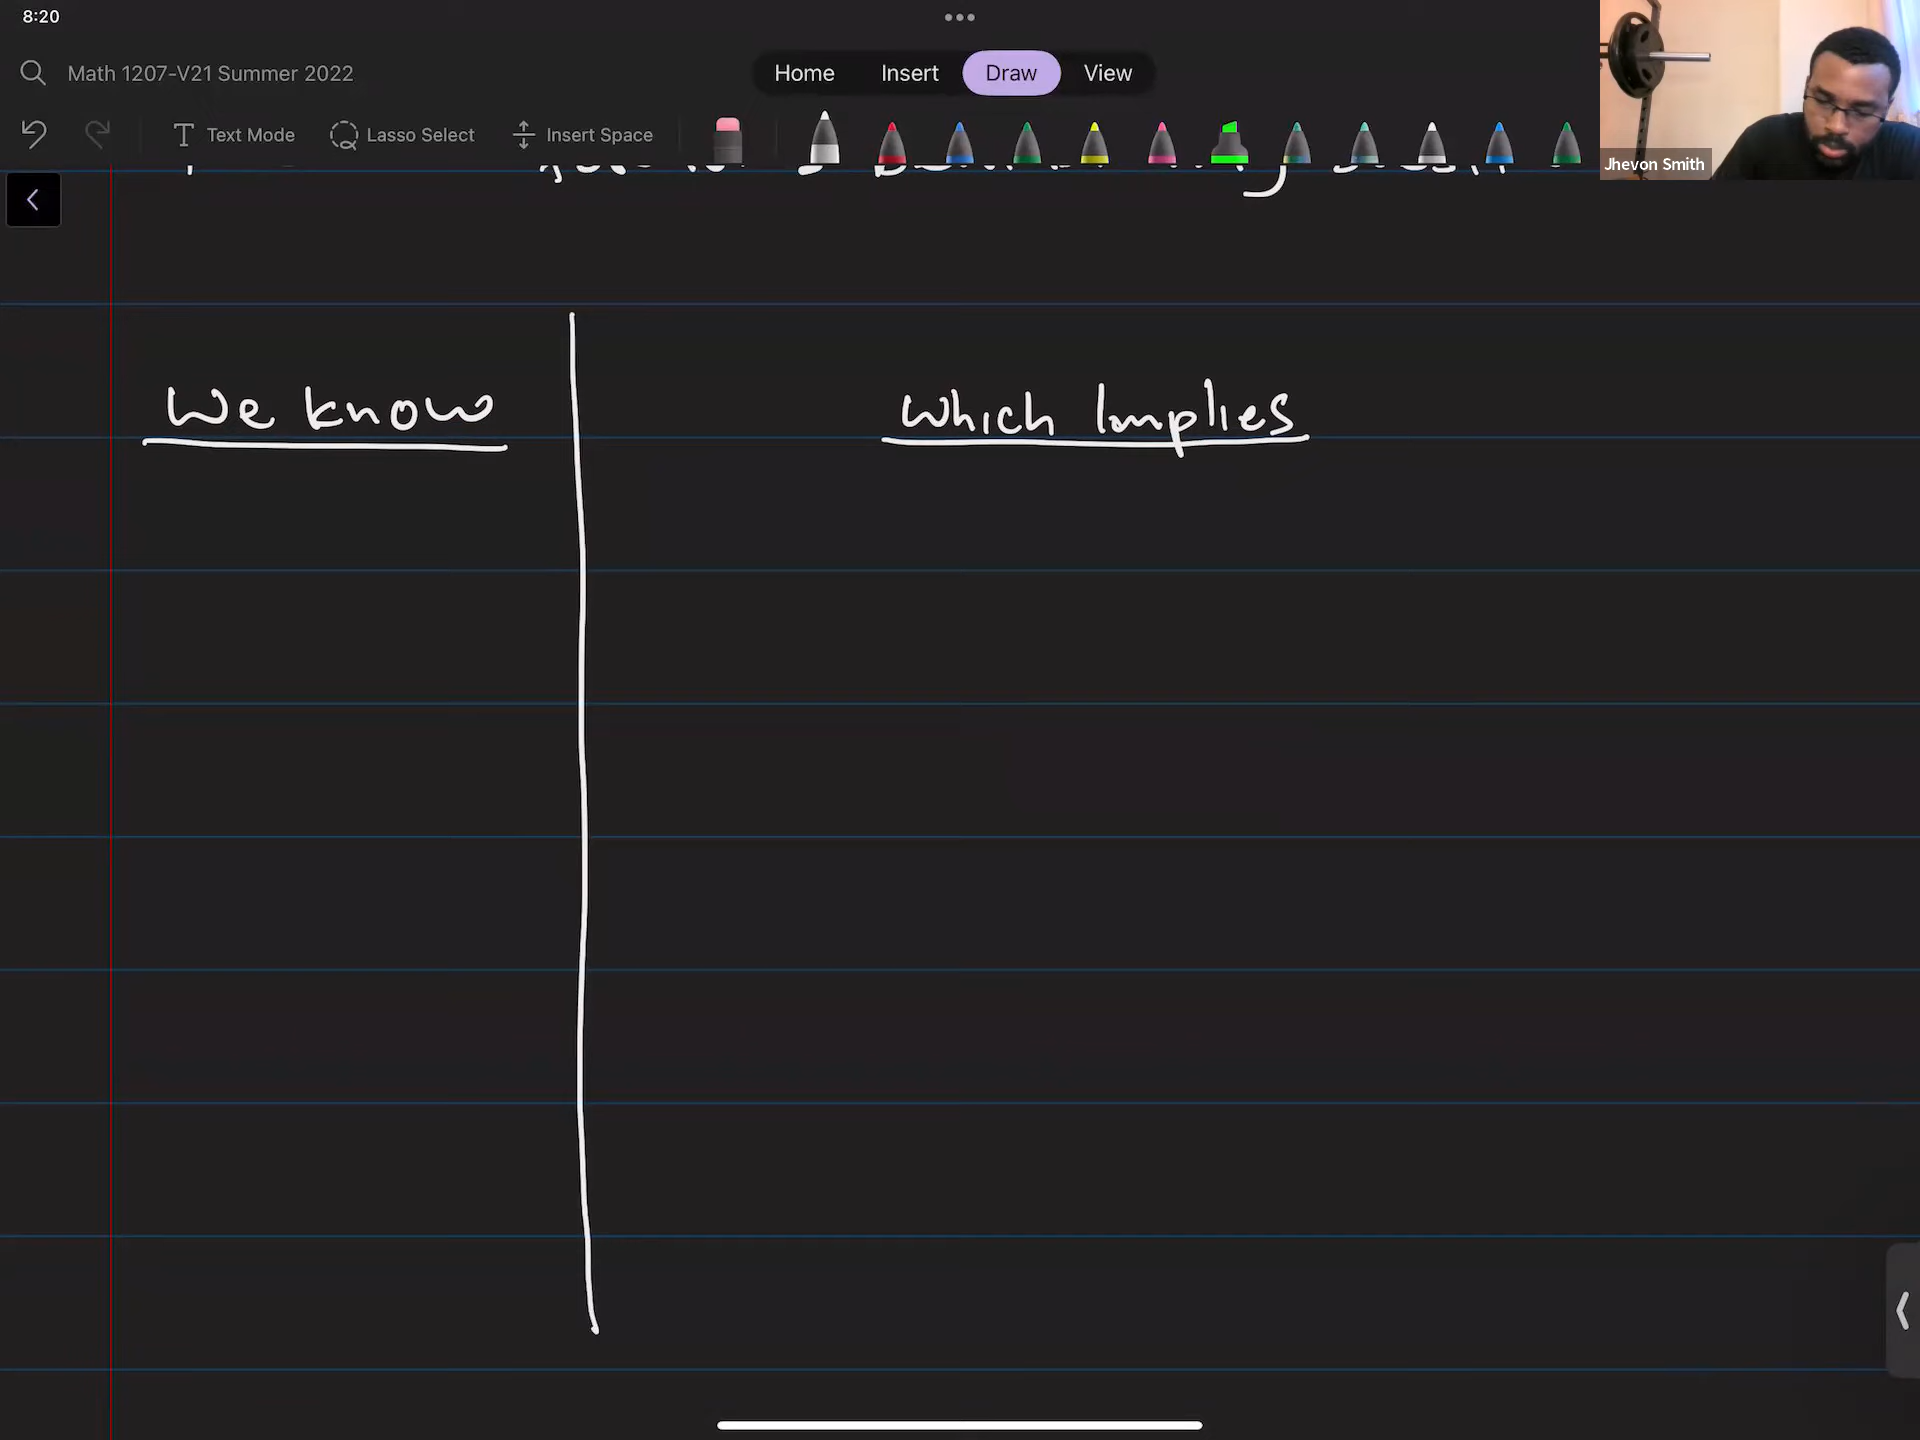 8:20
Math 1207-V21 Summer 2022
Home Insert Draw View
Text Mode Lasso Select Insert Space
Jhevon Smith
We know Which Implies